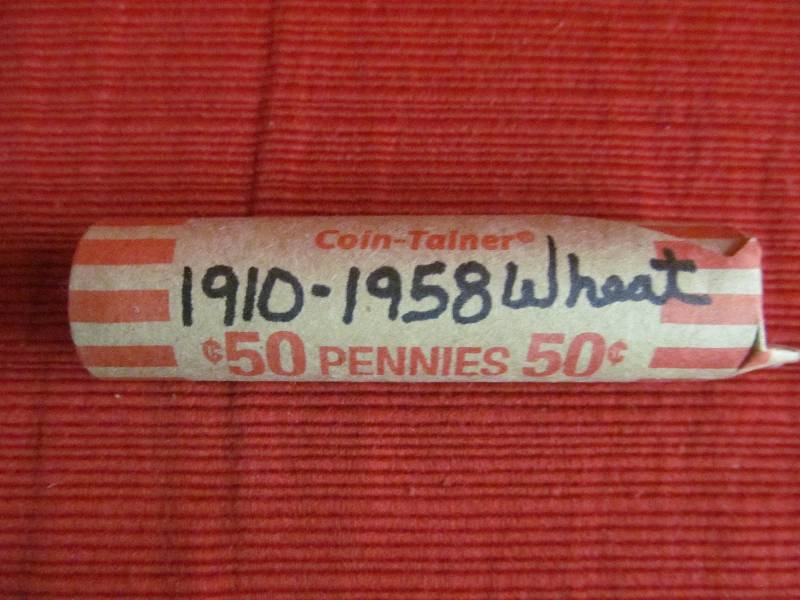 Coin-Tainer®
1910-1958 Wheat
¢50 PENNIES 50¢